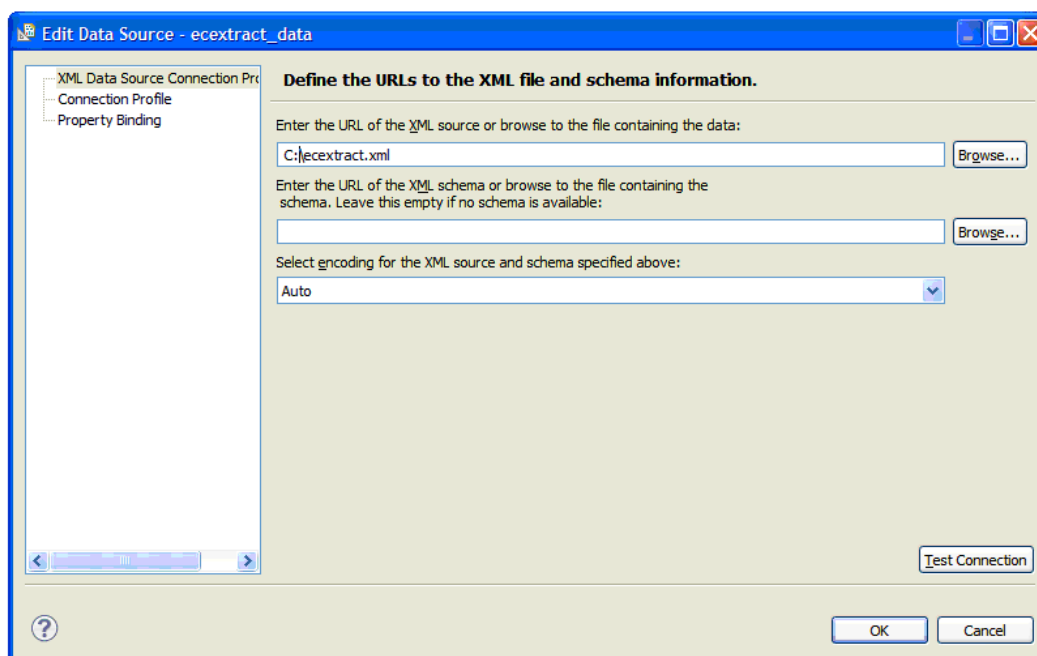 Edit Data Source - ecextract_data
XML Data Source Connection Pro
Connection Profile
Property Binding
Define the URLs to the XML file and schema information.
Enter the URL of the XML source or browse to the file containing the data:
C:\ecextract.xml
Browse...
Enter the URL of the XML schema or browse to the file containing the
schema. Leave this empty if no schema is available:
Browse...
Select encoding for the XML source and schema specified above:
Auto
Test Connection
?
OK
Cancel